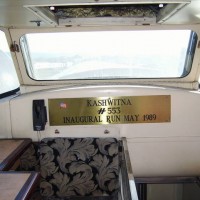 KASHWITNA
# 553
INAUGURAL RUN MAY 1989